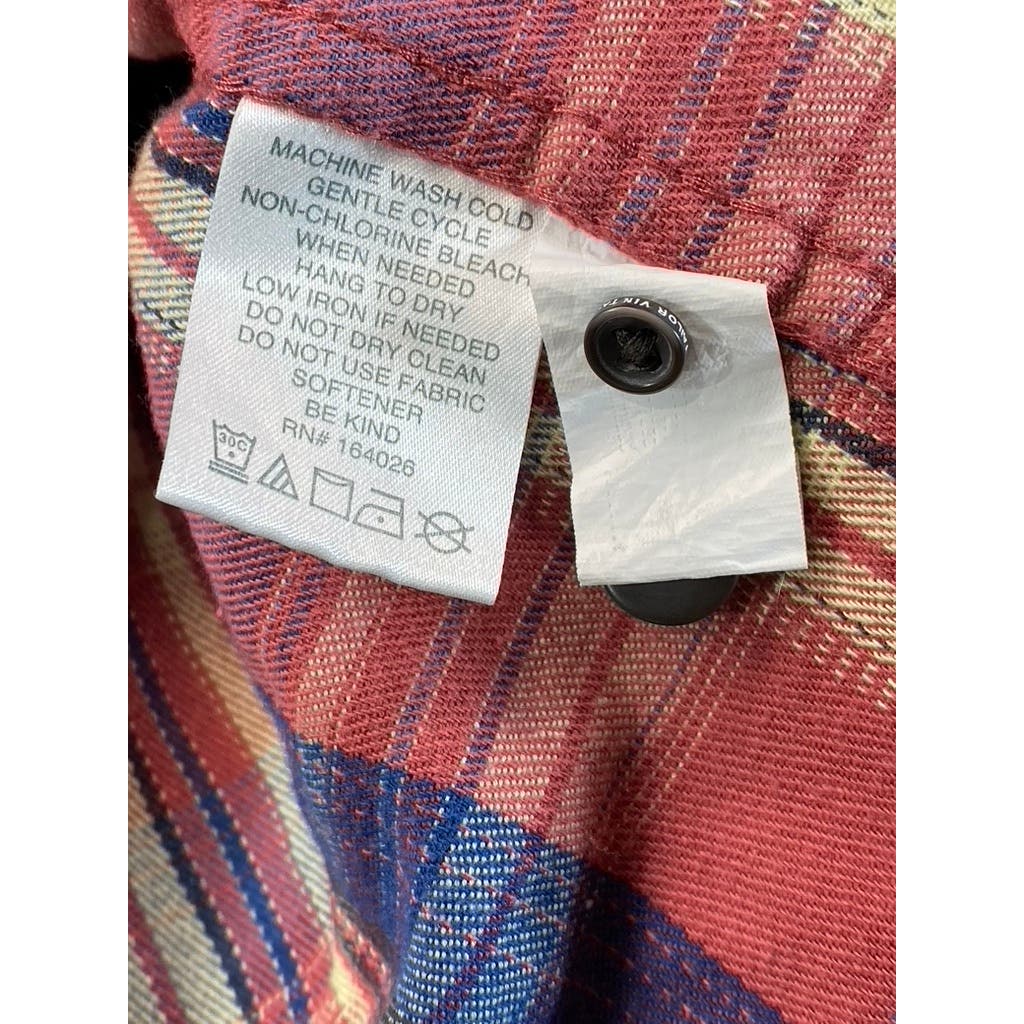 MACHINE WASH COLD
GENTLE CYCLE
NON-CHLORINE BLEACH
WHEN NEEDED
HANG TO DRY
LOW IRON IF NEEDED
DO NOT DRY CLEAN
DO NOT USE FABRIC
SOFTENER
BE KIND
RN# 164026
30C